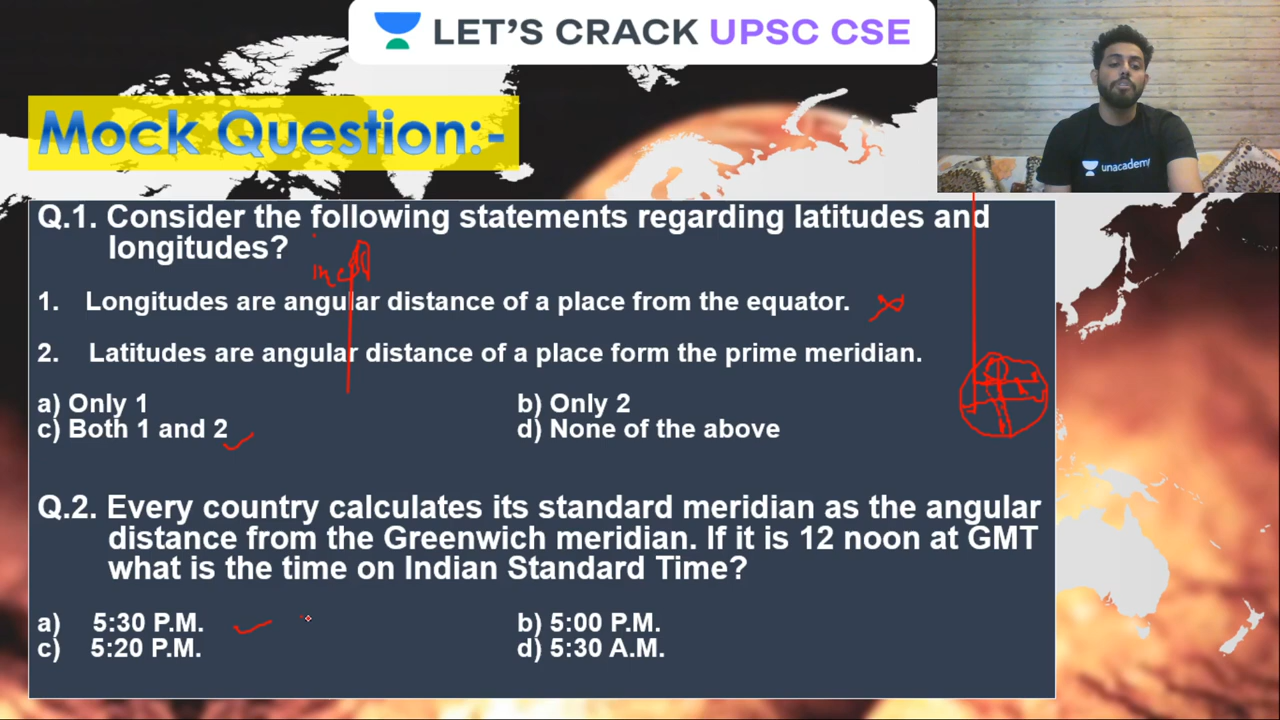 LET'S CRACK UPSC CSE
unacademy
Mock Question:-
Q.1. Consider the following statements regarding latitudes and
longitudes?
1. Longitudes are angular distance of a place from the equator.
2. Latitudes are angular distance of a place form the prime meridian.
a) Only 1 b) Only 2
c) Both 1 and 2 d) None of the above
Q.2. Every country calculates its standard meridian as the angular
distance from the Greenwich meridian. If it is 12 noon at GMT
what is the time on Indian Standard Time?
a) 5:30 P.M. b) 5:00 P.M.
c) 5:20 P.M. d) 5:30 A.M.